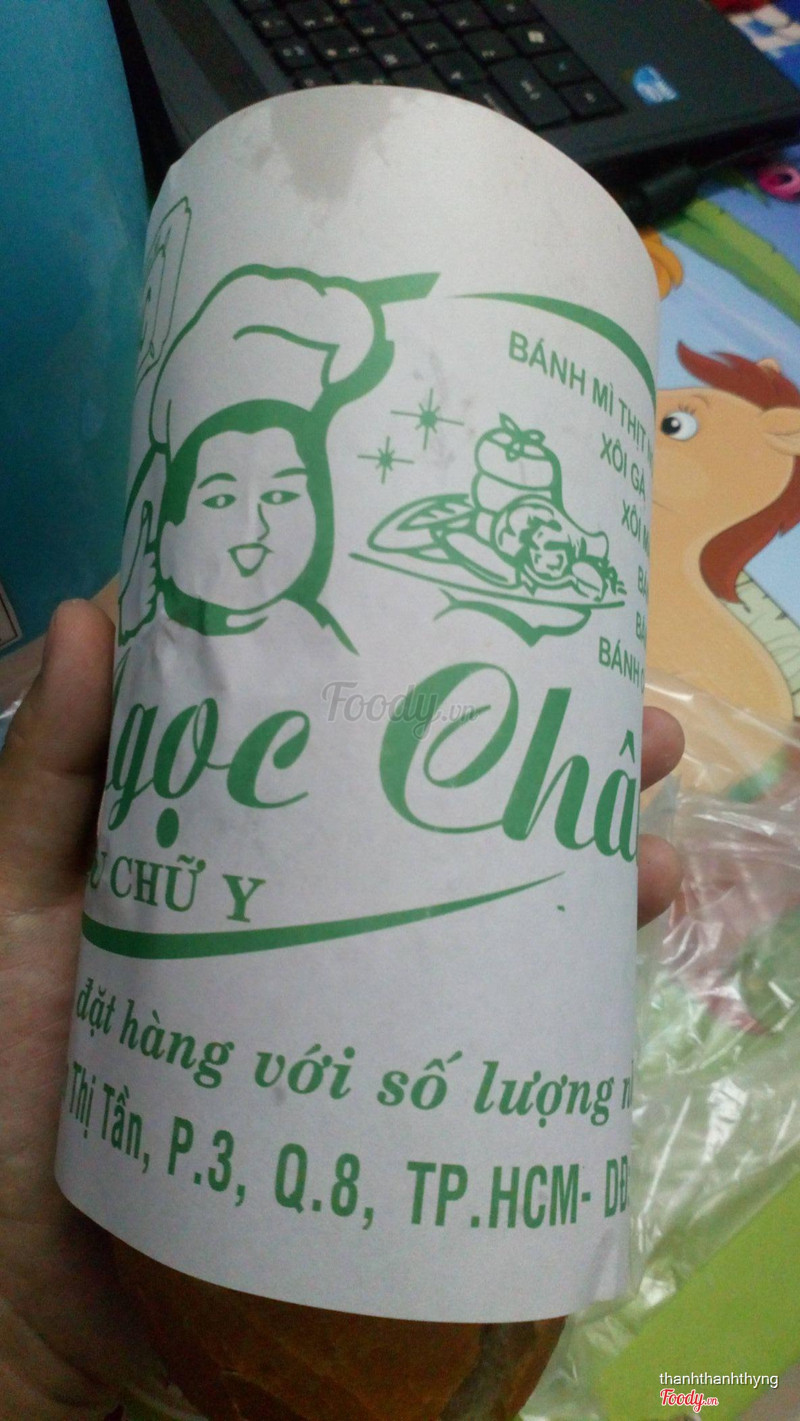 BÁNH MÌ THỊT
XÔI GÀ
XÔI
BÁNH
Ngọc Châ
CHỮ Y
đặt hàng với số lượng
Thị Tần, P.3, Q.8, TP.HCM-
Foody.vn
thanhthanhthyng
Foody.vn